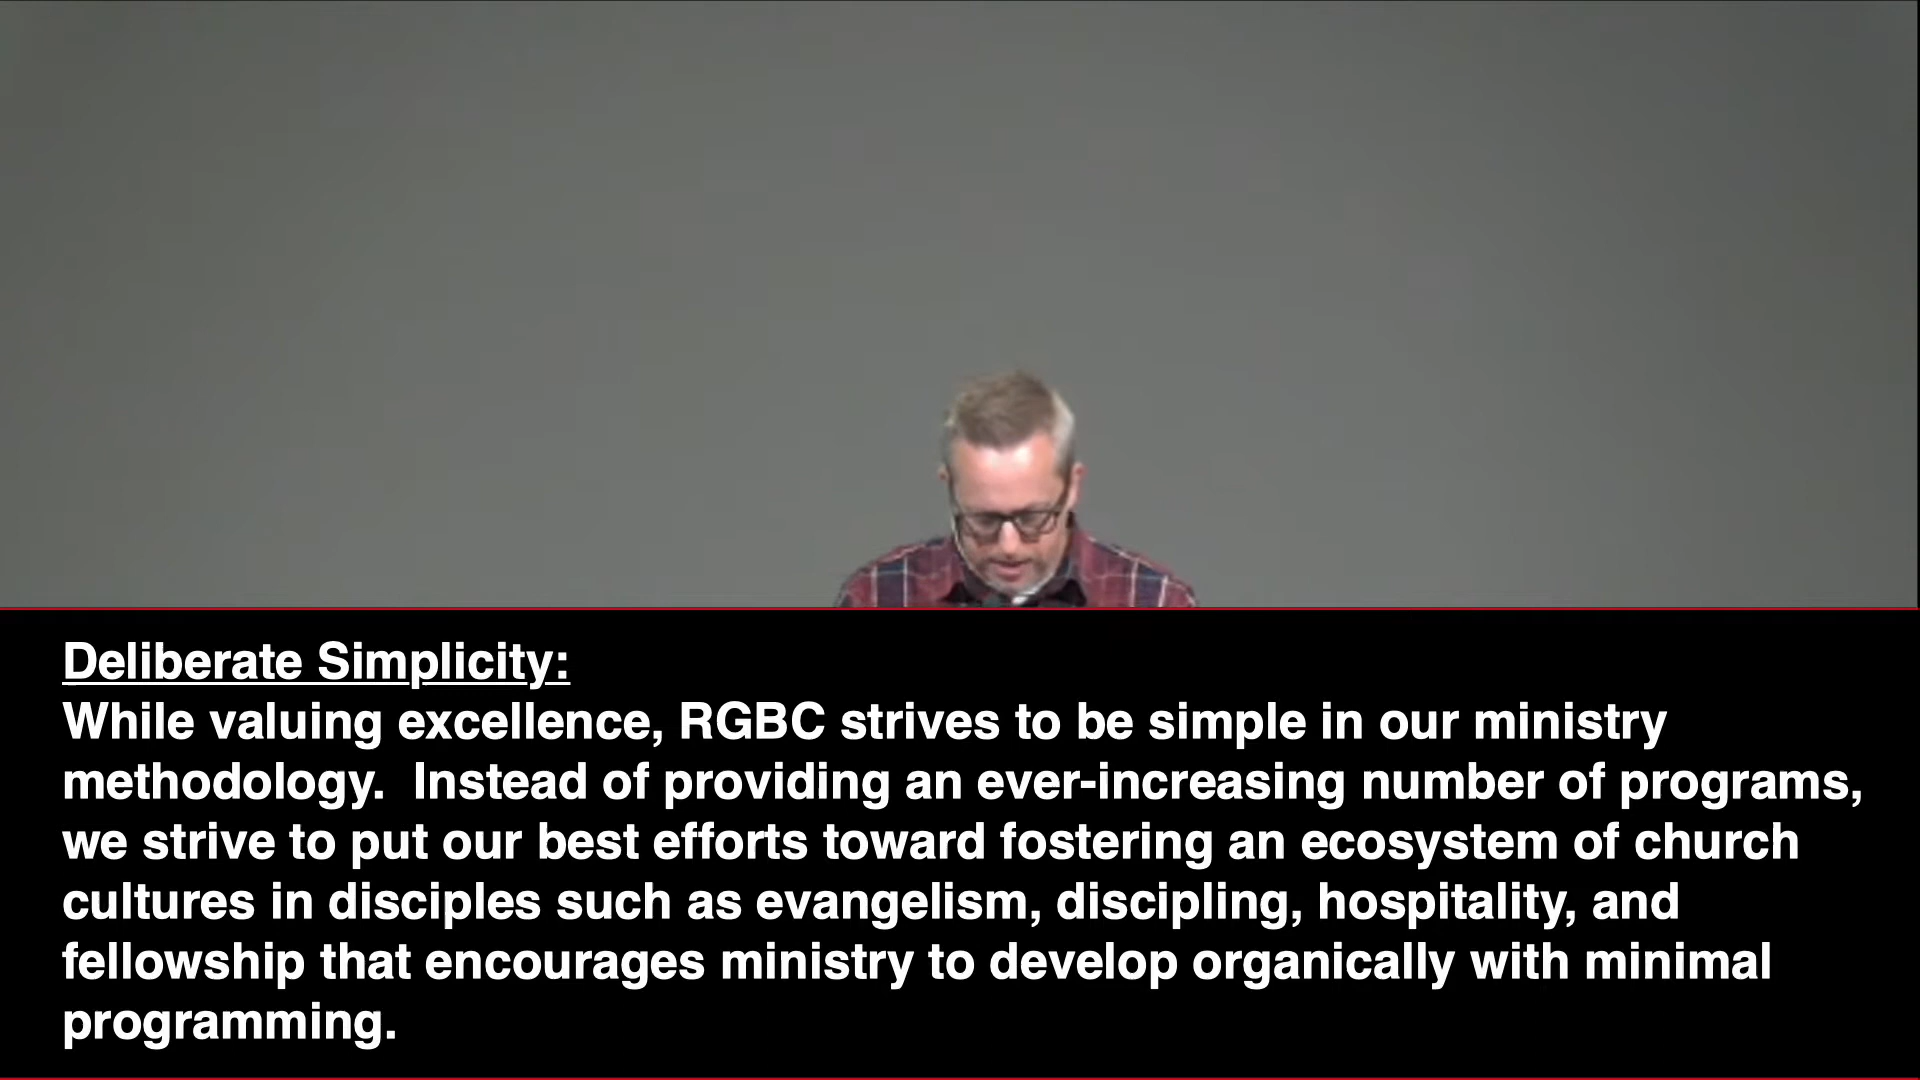 Deliberate Simplicity:
While valuing excellence, RGBC strives to be simple in our ministry
methodology.  Instead of providing an ever-increasing number of programs,
we strive to put our best efforts toward fostering an ecosystem of church
cultures in disciples such as evangelism, discipling, hospitality, and
fellowship that encourages ministry to develop organically with minimal
programming.